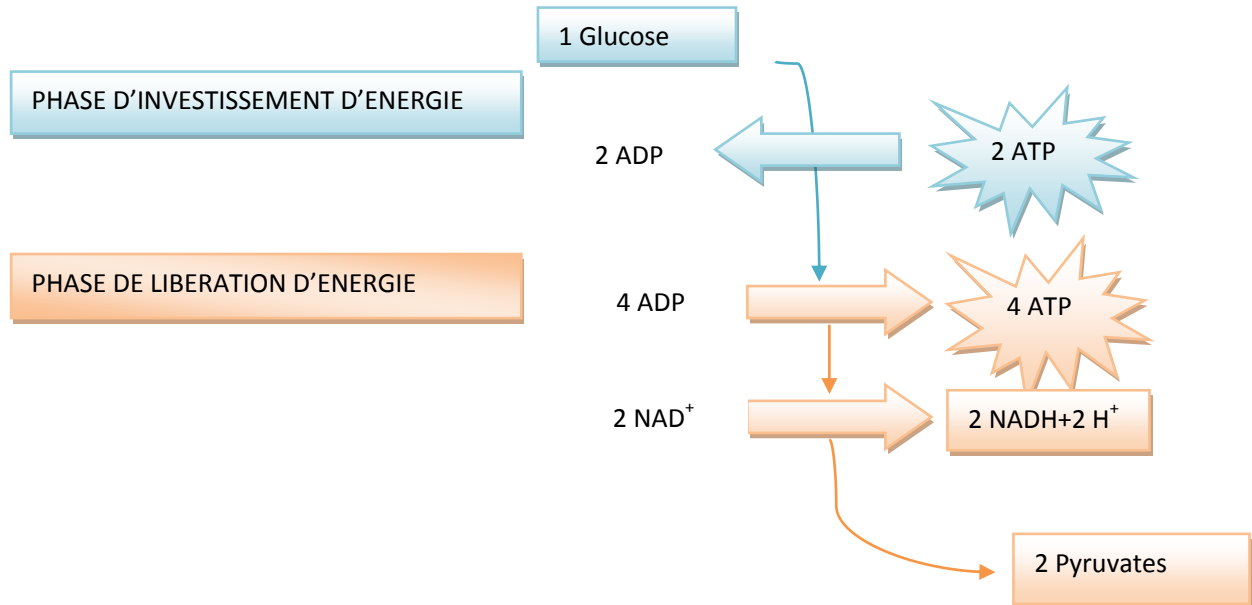 1 Glucose
PHASE D’INVESTISSEMENT D’ENERGIE
2 ADP
2 ATP
PHASE DE LIBERATION D’ENERGIE
4 ADP
4 ATP
2 NAD⁺
2 NADH+2 H⁺
2 Pyruvates